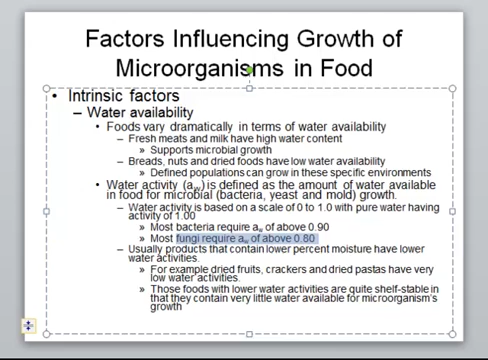 Factors Influencing Growth of
Microorganisms in Food
• Intrinsic factors
– Water availability
• Foods vary dramatically in terms of water availability
– Fresh meats and milk have high water content
» Supports microbial growth
– Breads, nuts and dried foods have low water availability
» Defined populations can grow in these specific environments
• Water activity (aw) is defined as the amount of water available
in food for microbial (bacteria, yeast and mold) growth.
– Water activity is based on a scale of 0 to 1.0 with pure water having
activity of 1.00
» Most bacteria require aw of above 0.90
» Most fungi require aw of above 0.80
– Usually products that contain lower percent moisture have lower
water activities.
» For example dried fruits, crackers and dried pastas have very
low water activities.
» Those foods with lower water activities are quite shelf-stable in
that they contain very little water available for microorganism's
growth